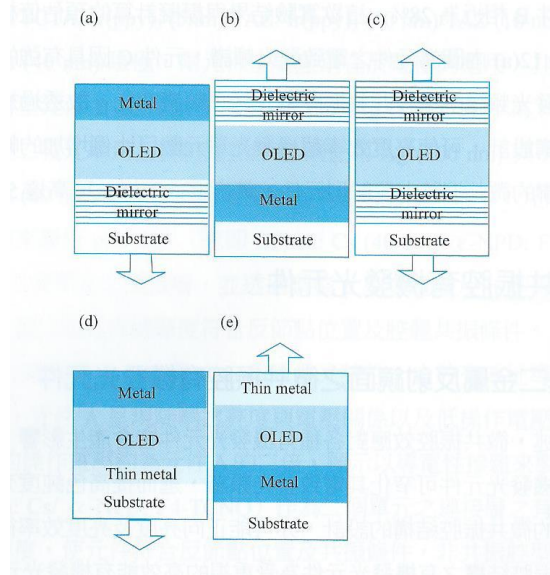 (a)
Metal
OLED
Dielectric
mirror
Substrate
(b)
Dielectric
mirror
OLED
Metal
Substrate
(c)
Dielectric
mirror
OLED
Dielectric
mirror
Substrate
(d)
Metal
OLED
Thin metal
Substrate
(e)
Thin metal
OLED
Metal
Substrate